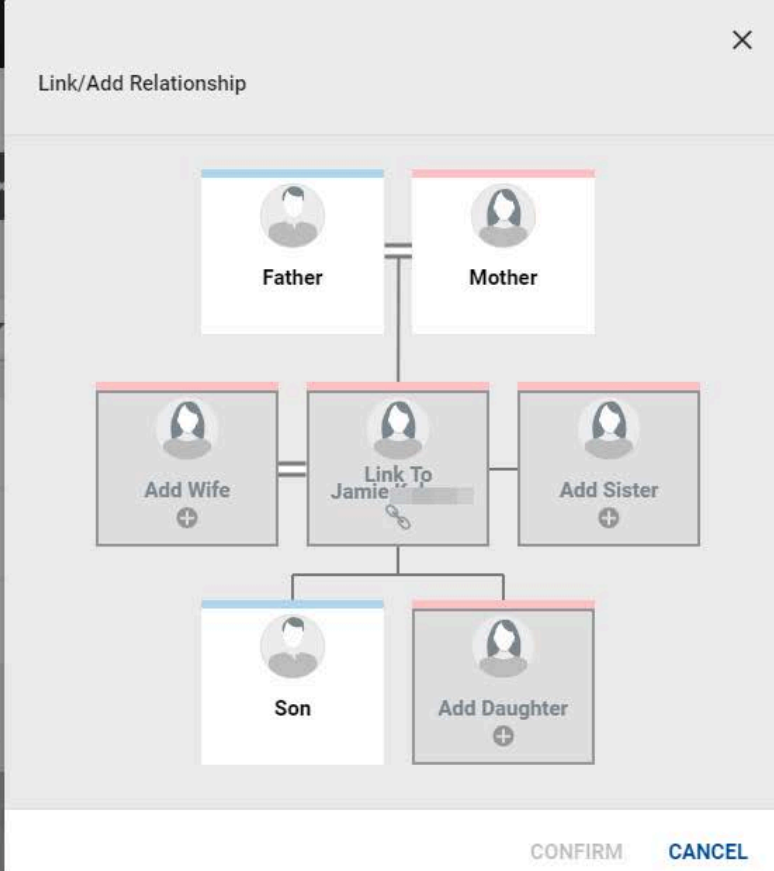 Link/Add Relationship
Father
Mother
Add Wife
Link To
Jamie
Add Sister
Son
Add Daughter
CONFIRM
CANCEL